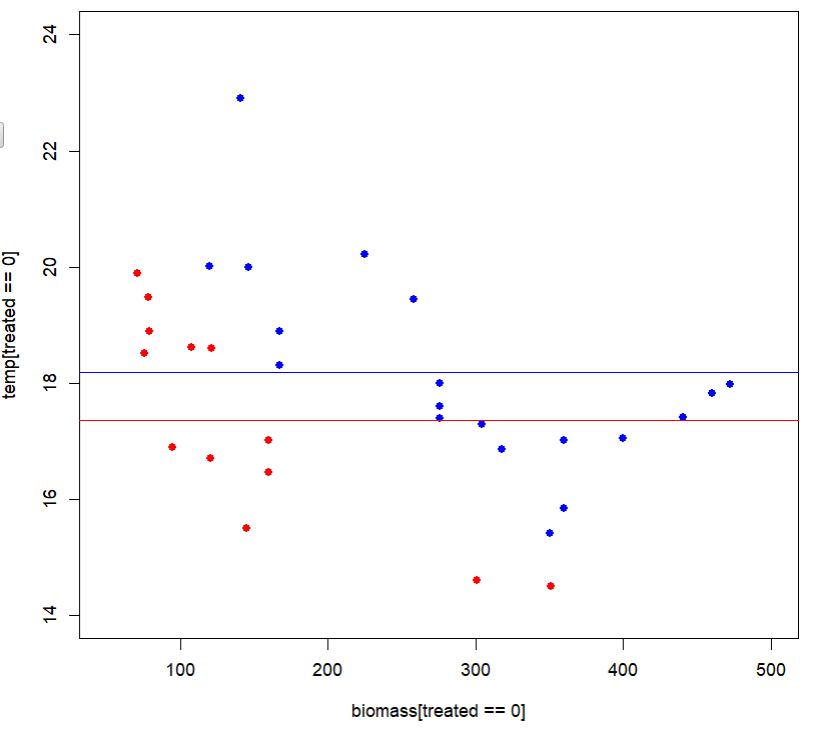 24
22
20
18
16
14
temp[treated == 0]
100 200 300 400 500
biomass[treated == 0]